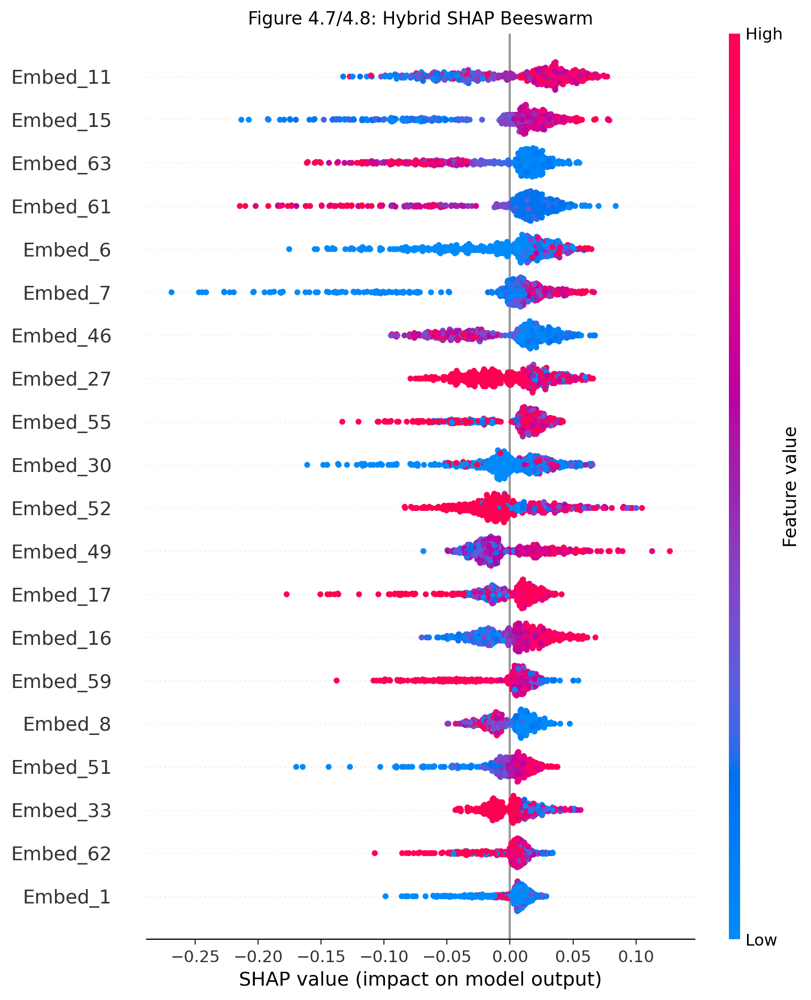 Figure 4.7/4.8: Hybrid SHAP Beeswarm
High
Embed_11
Embed_15
Embed_63
Embed_61
Embed_6
Embed_7
Embed_46
Embed_27
Embed_55
Embed_30
Embed_52
Embed_49
Embed_17
Embed_16
Embed_59
Embed_8
Embed_51
Embed_33
Embed_62
Embed_1
Feature value
Low
−0.25 −0.20 −0.15 −0.10 −0.05 0.00 0.05 0.10
SHAP value (impact on model output)